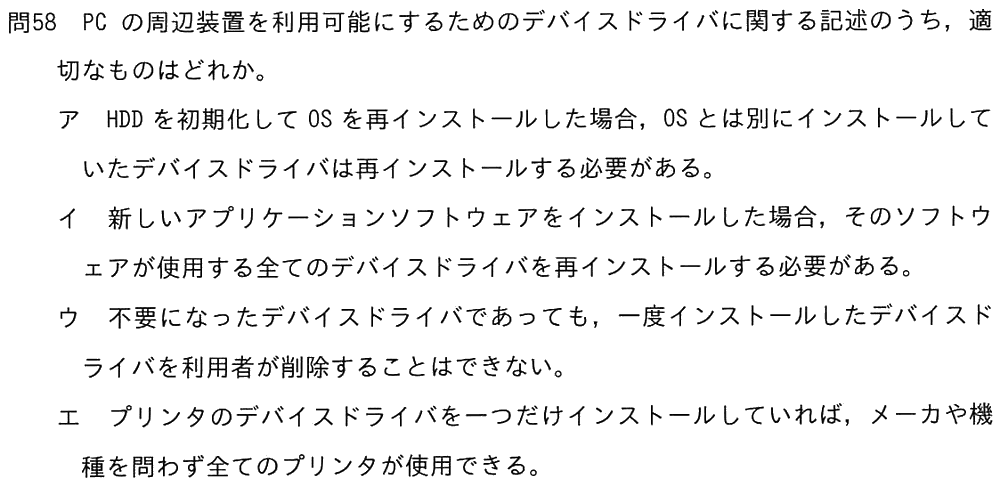 問58 PC の周辺装置を利用可能にするためのデバイスドライバに関する記述のうち，適
切なものはどれか。
ア HDD を初期化して OS を再インストールした場合，OS とは別にインストールして
いたデバイスドライバは再インストールする必要がある。
イ 新しいアプリケーションソフトウェアをインストールした場合，そのソフトウ
ェアが使用する全てのデバイスドライバを再インストールする必要がある。
ウ 不要になったデバイスドライバであっても，一度インストールしたデバイスド
ライバを利用者が削除することはできない。
エ プリンタのデバイスドライバを一つだけインストールしていれば，メーカや機
種を問わず全てのプリンタが使用できる。